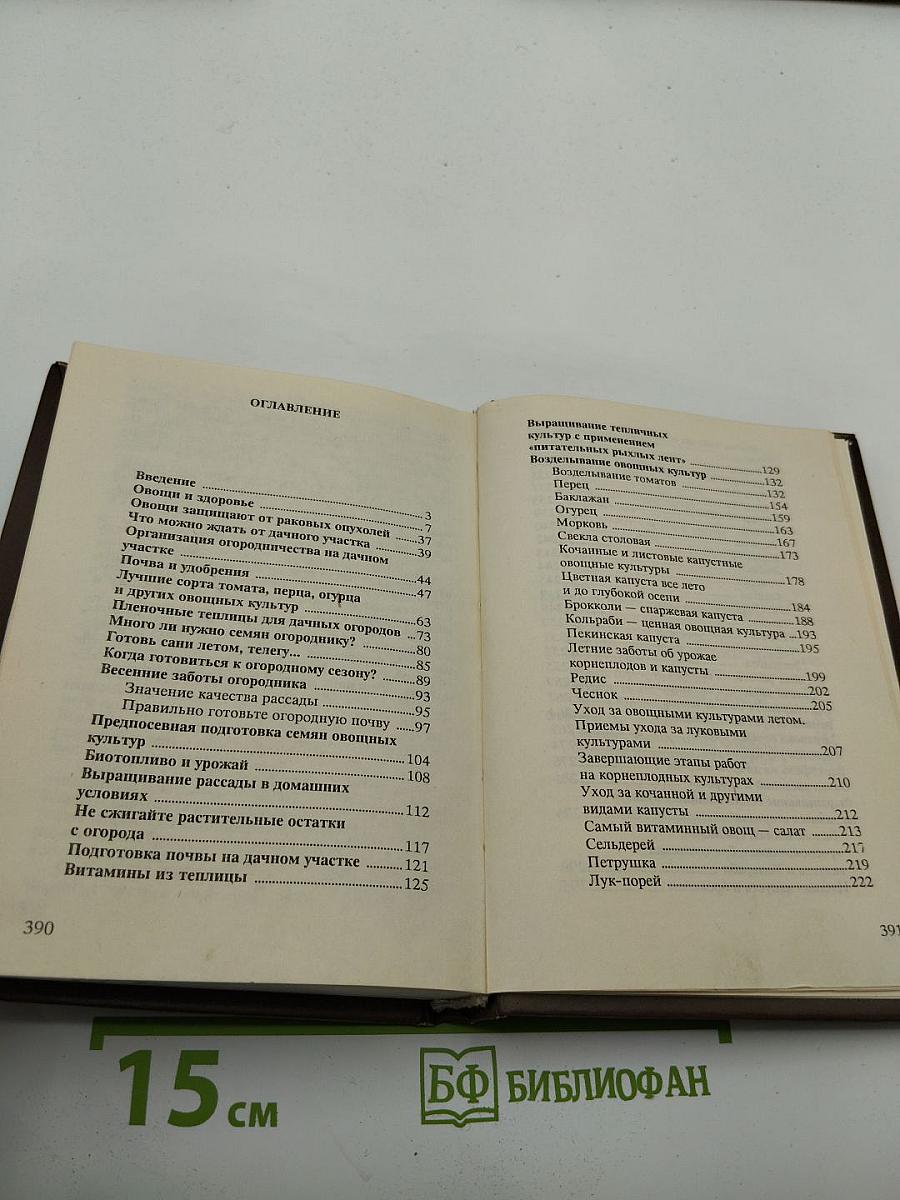 ОГЛАВЛЕНИЕ
Введение ... 3
Овощи и здоровье ... 7
Овощи защищают от раковых опухолей ... 37
Что можно ждать от дачного участка ... 39
Организация огородничества на дачном
участке ... 44
Почва и удобрения ... 47
Лучшие сорта томата, перца, огурца
и других овощных культур ... 63
Пленочные теплицы для дачных огородов ... 73
Много ли нужно семян огороднику? ... 80
Готовь сани летом, телегу... ... 85
Когда готовиться к огородному сезону? ... 89
Весенние заботы огородника ... 93
Значение качества рассады ... 95
Правильно готовьте огородную почву ... 97
Предпосевная подготовка семян овощных
культур ... 104
Биотопливо и урожай ... 108
Выращивание рассады в домашних
условиях ... 112
Не сжигайте растительные остатки
с огорода ... 117
Подготовка почвы на дачном участке ... 121
Витамины из теплицы ... 125
390
Выращивание тепличных
культур с применением
«питательных рыхлых лент» ... 129
Возделывание овощных культур ... 132
Возделывание томатов ... 132
Перец ... 154
Баклажан ... 159
Огурец ... 163
Морковь ... 167
Свекла столовая ... 173
Кочанные и листовые капустные
овощные культуры ... 178
Цветная капуста все лето
и до глубокой осени ... 184
Брокколи — спаржевая капуста ... 188
Кольраби — ценная овощная культура ... 193
Пекинская капуста ... 195
Летние заботы об урожае
корнеплодов и капусты ... 199
Редис ... 202
Чеснок ... 205
Уход за овощными культурами летом.
Приемы ухода за луковыми
культурами ... 207
Завершающие этапы работ
на корнеплодных культурах ... 210
Уход за кочанной и другими
видами капусты ... 212
Самый витаминный овощ — салат ... 213
Сельдерей ... 217
Петрушка ... 219
Лук-порей ... 222
391
15 см
БФ БИБЛИОФАН